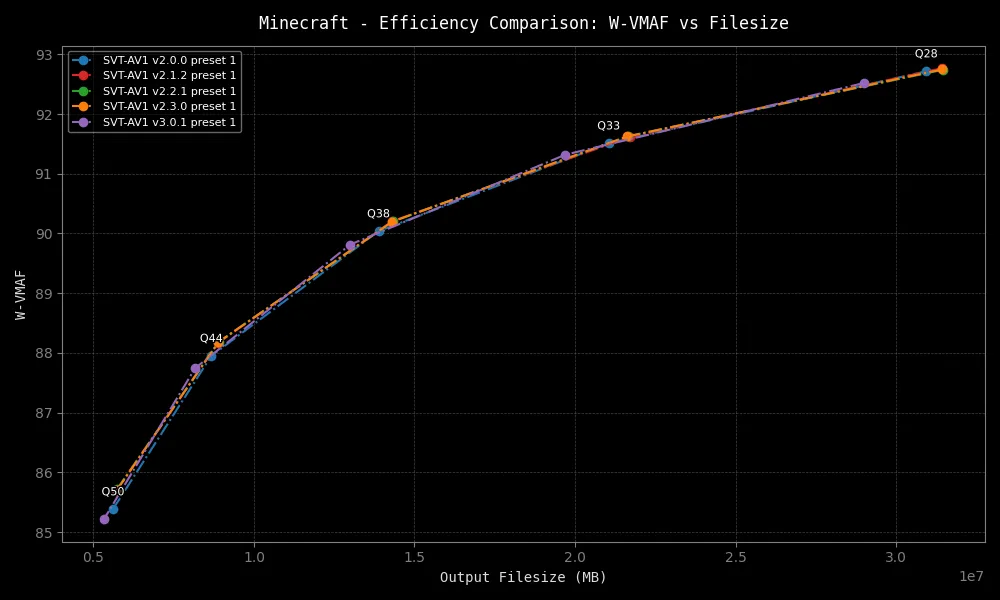 Minecraft - Efficiency Comparison: W-VMAF vs Filesize
SVT-AV1 v2.0.0 preset 1
SVT-AV1 v2.1.2 preset 1
SVT-AV1 v2.2.1 preset 1
SVT-AV1 v2.3.0 preset 1
SVT-AV1 v3.0.1 preset 1
Q28
Q33
Q38
Q44
Q50
W-VMAF
93
92
91
90
89
88
87
86
85
0.5
1.0
1.5
2.0
2.5
3.0
1e7
Output Filesize (MB)